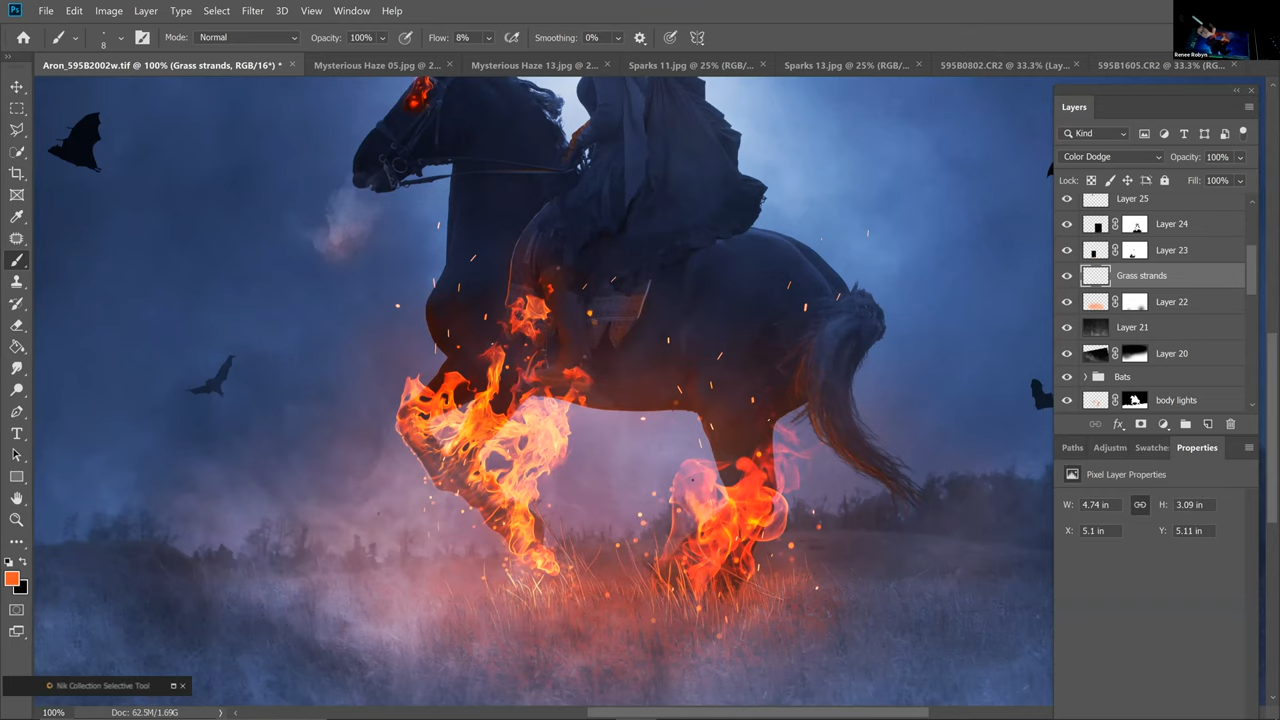 Ps File Edit Image Layer Type Select Filter 3D View Window Help
8 Mode: Normal Opacity: 100% Flow: 8% Smoothing: 0%
Renee Robyn
Aron_595B2002w.tif @ 100% (Grass strands, RGB/16*) * × Mysterious Haze 05.jpg @ 2... × Mysterious Haze 13.jpg @ 2... × Sparks 11.jpg @ 25% (RGB/... × Sparks 13.jpg @ 25% (RGB/... × 595B0802.CR2 @ 33.3% (Lay... × 595B1605.CR2 @ 33.3% (RG... ×
Layers
Kind
Color Dodge Opacity: 100%
Lock: Fill: 100%
Layer 25
Layer 24
Layer 23
Grass strands
Layer 22
Layer 21
Layer 20
Bats
body lights
fx
Paths Adjustm Swatche Properties
Pixel Layer Properties
W: 4.74 in H: 3.09 in
X: 5.1 in Y: 5.11 in
Nik Collection Selective Tool
100% Doc: 62.5M/1.69G